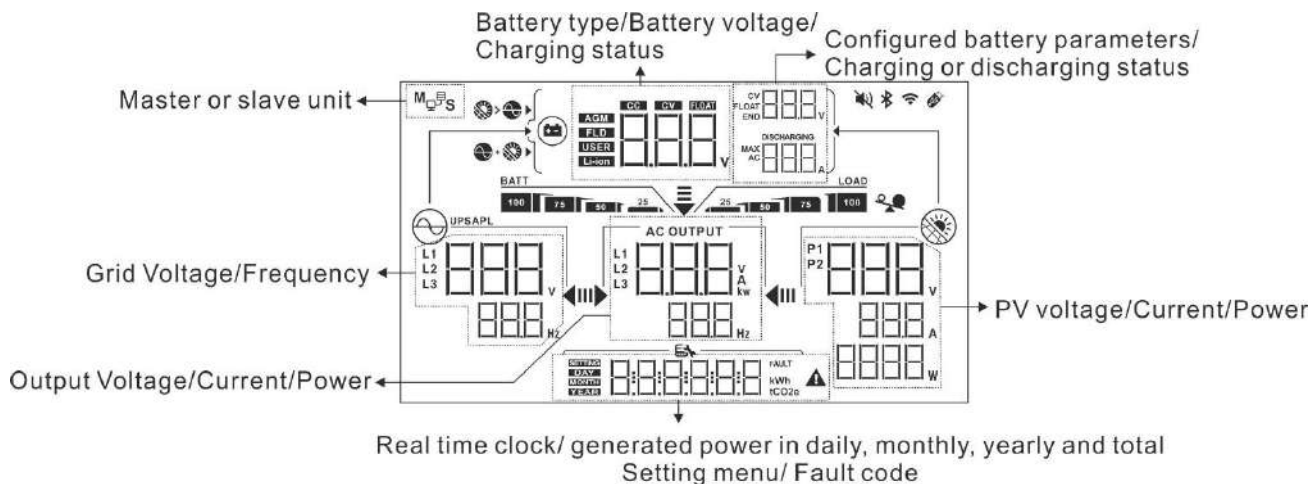 Battery type/Battery voltage/
Charging status
Configured battery parameters/
Charging or discharging status
Master or slave unit
M S
CC CV FLOAT
AGM
FLD
USER
Li-ion
V
CV
FLOAT
END
V
DISCHARGING
MAX
AC
A
BATT
LOAD
100 75 50 25
25 50 75 100
UPSAPL
AC OUTPUT
L1
L2
L3
V
Hz
L1
L2
L3
V
A
kw
Hz
P1
P2
V
A
W
Grid Voltage/Frequency
PV voltage/Current/Power
Output Voltage/Current/Power
SETTING
DAY
MONTH
YEAR
FAULT
kWh
tCO2e
Real time clock/ generated power in daily, monthly, yearly and total
Setting menu/ Fault code